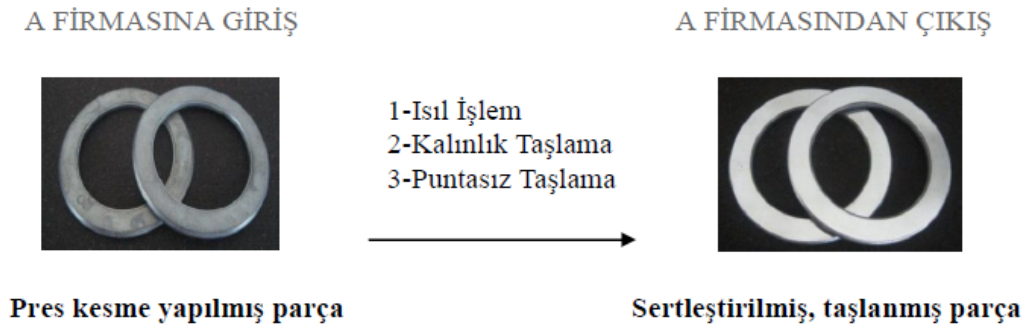 A FİRMASINA GİRİŞ
A FİRMASINDAN ÇIKIŞ
1-Isıl İşlem
2-Kalınlık Taşlama
3-Puntasız Taşlama
Pres kesme yapılmış parça
Sertleştirilmiş, taşlanmış parça